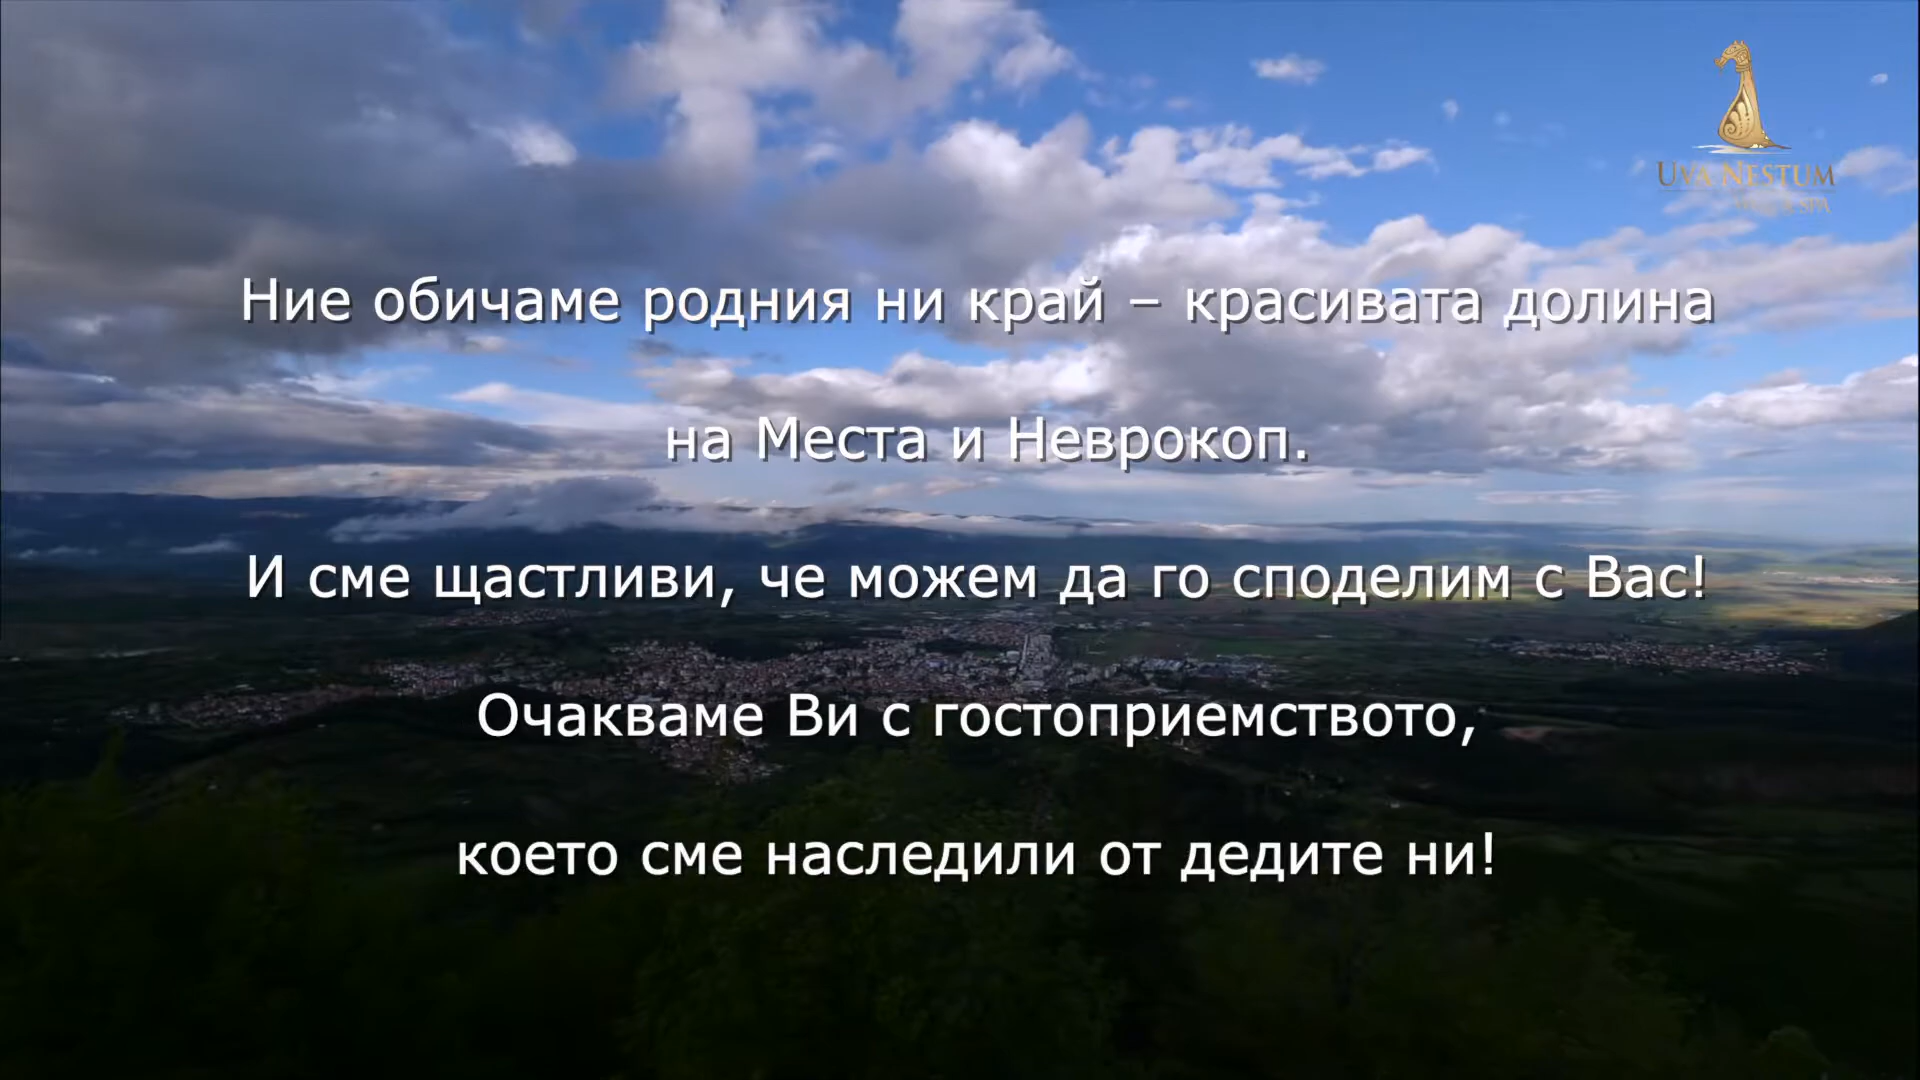 UVA NESTUM
Ние обичаме родния ни край – красивата долина
на Места и Неврокоп.
И сме щастливи, че можем да го споделим с Вас!
Очакваме Ви с гостоприемството,
което сме наследили от дедите ни!